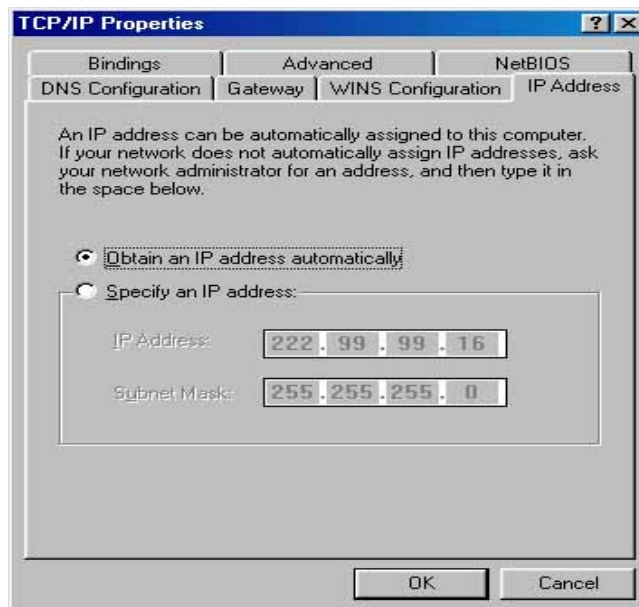 TCP/IP Properties
Bindings Advanced NetBIOS
DNS Configuration Gateway WINS Configuration IP Address
An IP address can be automatically assigned to this computer.
If your network does not automatically assign IP addresses, ask
your network administrator for an address, and then type it in
the space below.
Obtain an IP address automatically
Specify an IP address:
IP Address: 222 . 99 . 99 . 16
Subnet Mask: 255 . 255 . 255 . 0
OK Cancel